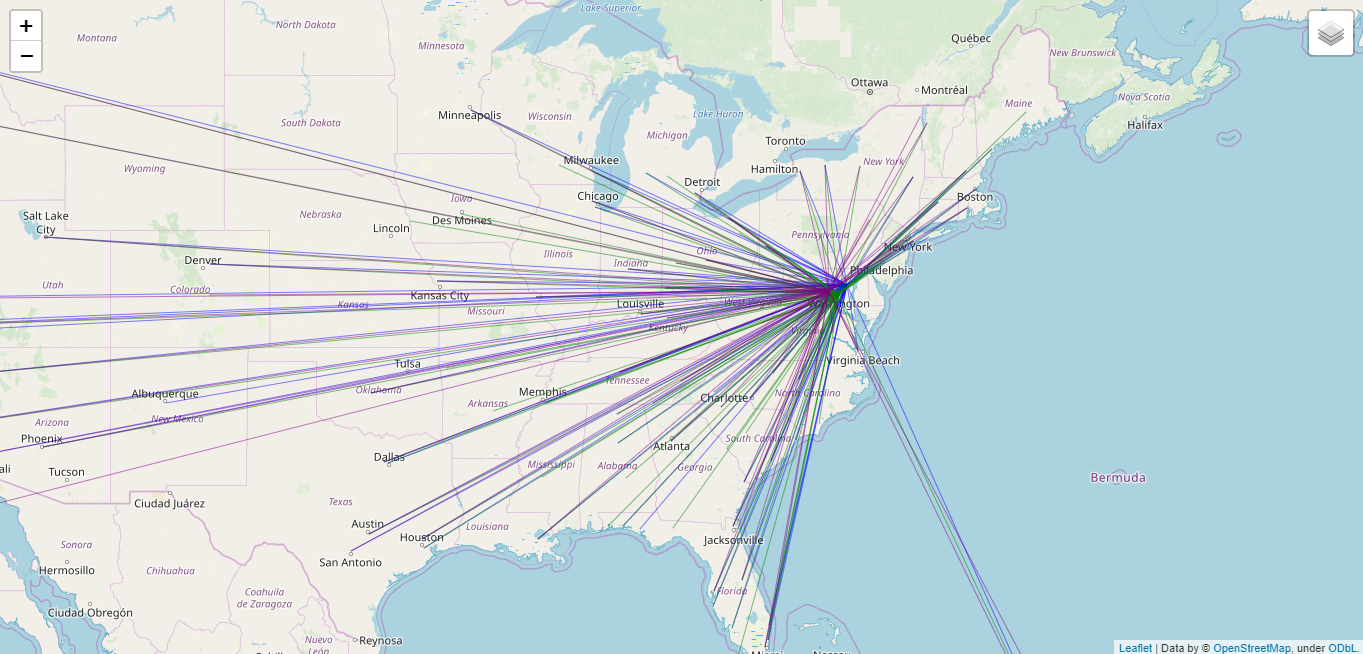 +
−
Lake Superior
North Dakota
Québec
Montana
Minnesota
New Brunswick
Ottawa
Montréal
Nova Scotia
Maine
Minneapolis
Wisconsin
Lake Huron
South Dakota
Halifax
Michigan
Toronto
Milwaukee
New York
Wyoming
Hamilton
Detroit
Chicago
Boston
Iowa
Nebraska
Des Moines
Salt Lake
City
Lincoln
Pennsylvania
New York
Ohio
Illinois
Denver
Indiana
Philadelphia
Utah
Colorado
Kansas City
Kansas
Louisville
West Virginia
Missouri
Kentucky
Virginia
Virginia Beach
Tulsa
Tennessee
Albuquerque
Oklahoma
Memphis
North Carolina
Charlotte
Arkansas
Arizona
New Mexico
Phoenix
South Carolina
Atlanta
Dallas
ali
Tucson
Mississippi
Alabama
Georgia
Bermuda
Ciudad Juárez
Texas
Austin
Louisiana
Houston
Jacksonville
Sonora
San Antonio
Hermosillo
Chihuahua
Coahuila
de Zaragoza
Florida
Ciudad Obregón
Nuevo
León
Reynosa
Miami
Leaflet | Data by © OpenStreetMap, under ODbL.